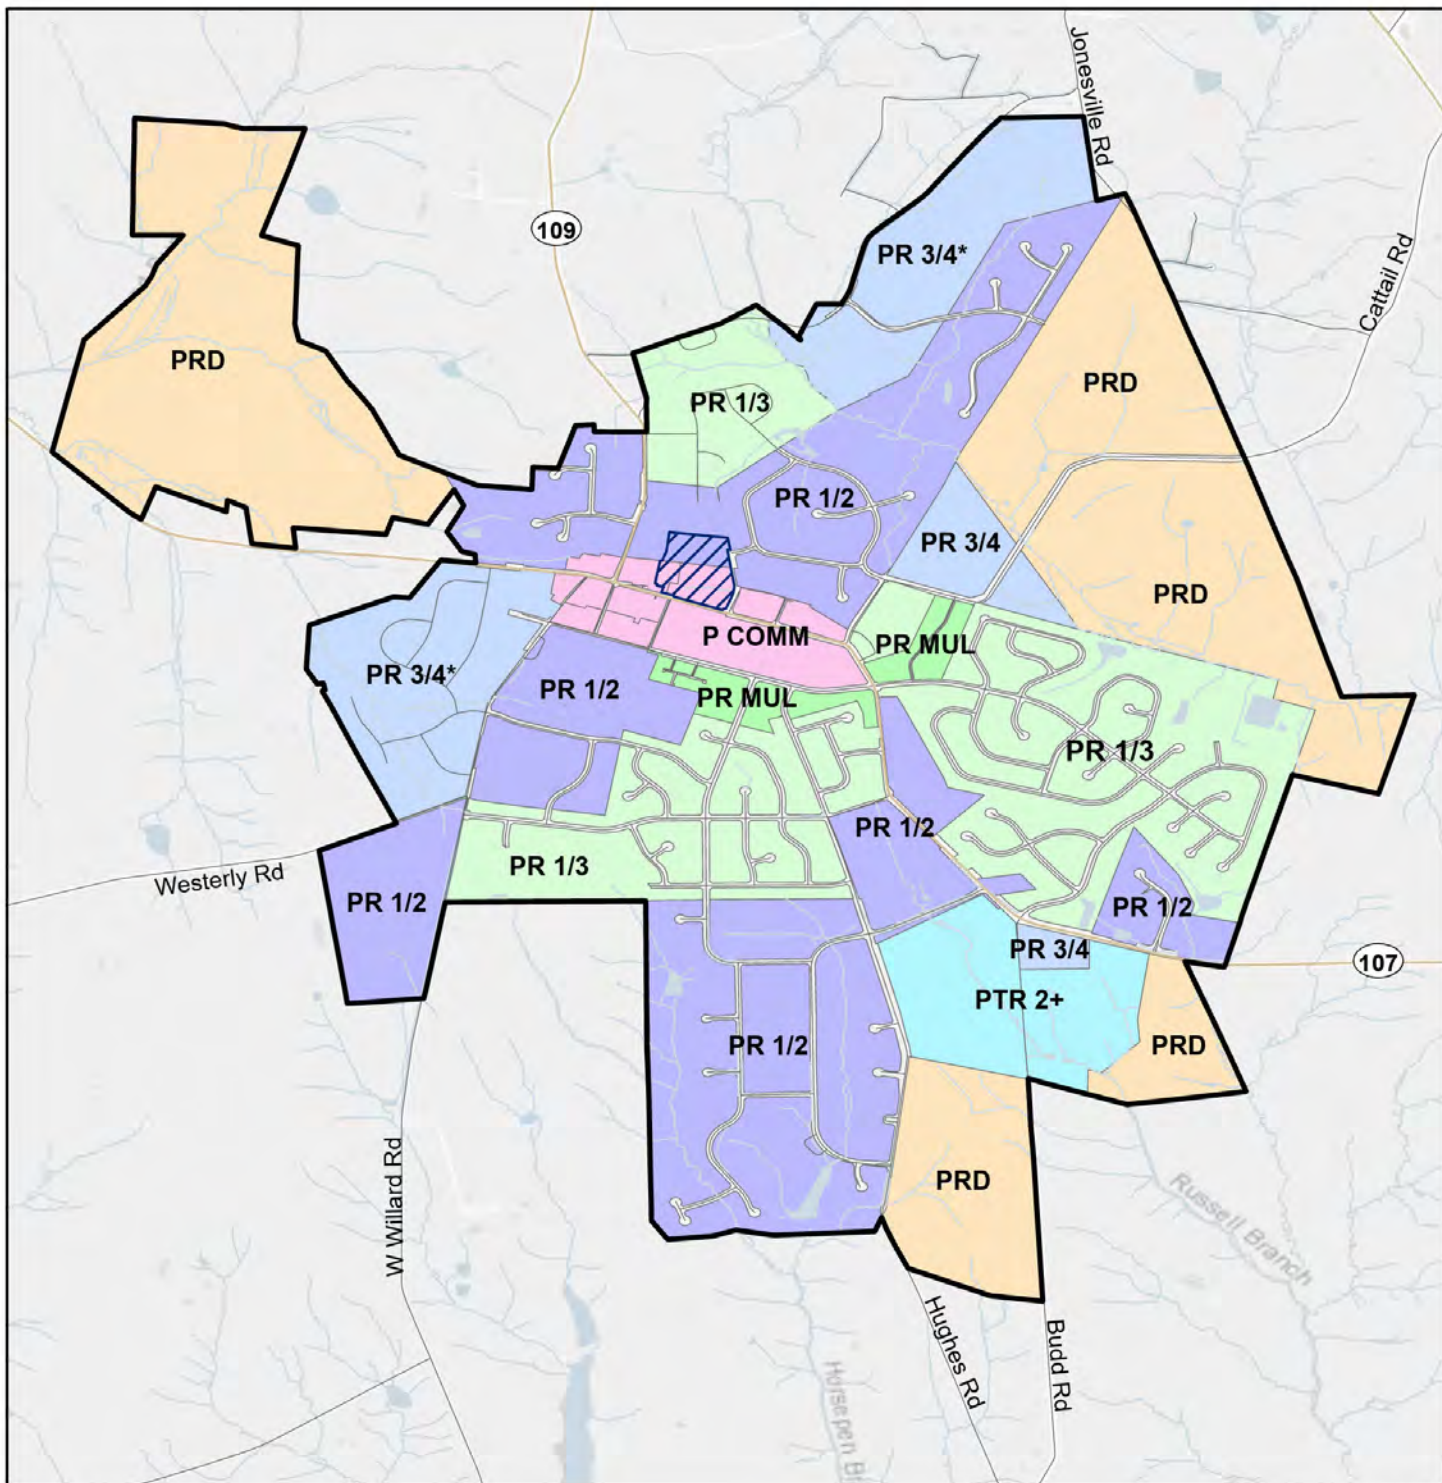 Jonesville Rd
109
PR 3/4*
Cattail Rd
PRD
PRD
PR 1/3
PR 1/2
PR 3/4
PRD
P COMM
PR MUL
PR 3/4*
PR 1/2
PR MUL
PR 1/3
PR 1/2
PR 1/3
Westerly Rd
PR 1/2
PR 1/2
PR 3/4
107
PTR 2+
PR 1/2
PRD
W Willard Rd
PRD
Russell Branch
Hughes Rd
Budd Rd
Horsepen Br